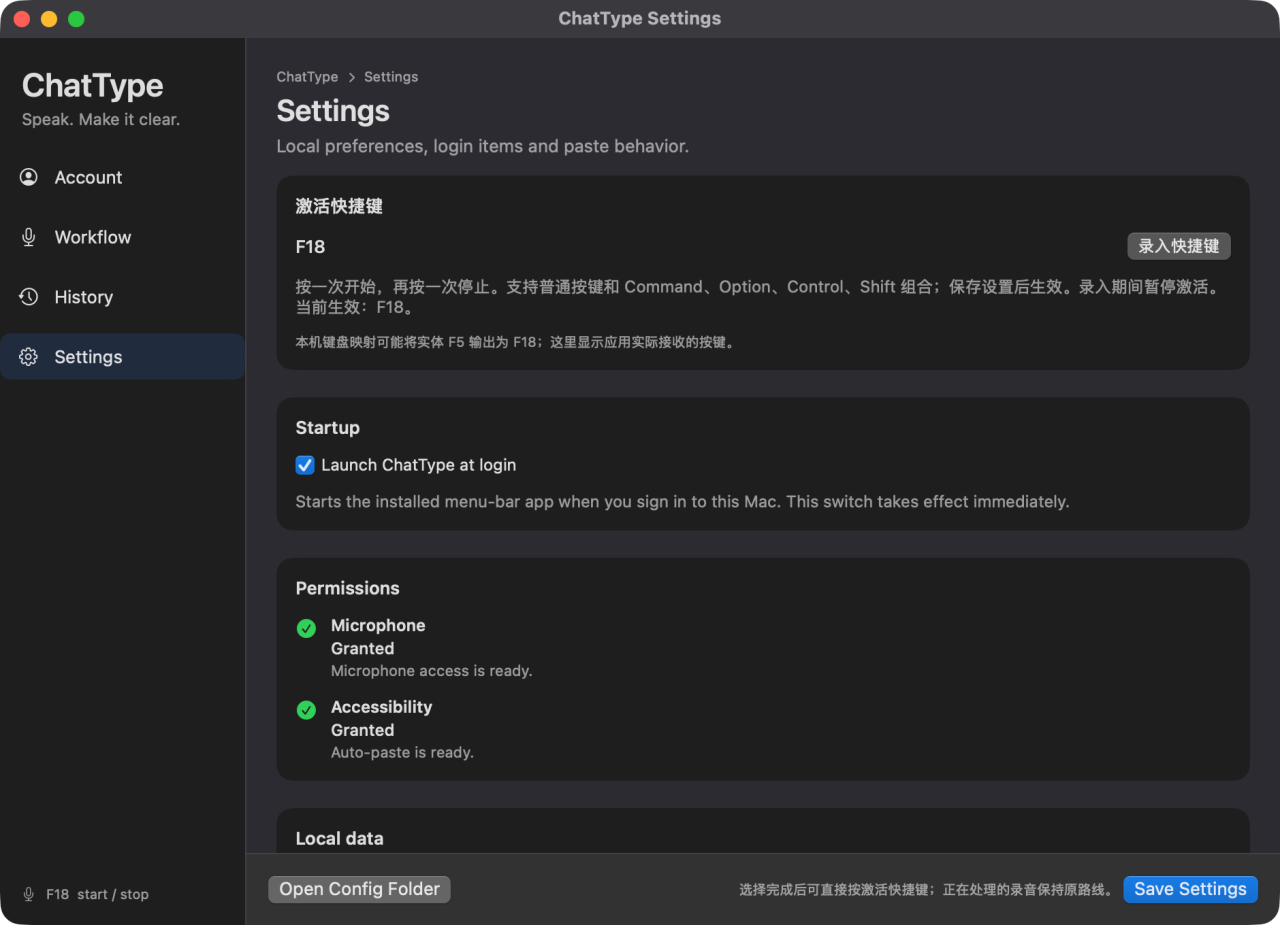 ChatType Settings
ChatType
Speak. Make it clear.
Account
Workflow
History
Settings
F18 start / stop
ChatType > Settings
Settings
Local preferences, login items and paste behavior.
激活快捷键
F18
录入快捷键
按一次开始，再按一次停止。支持普通按键和 Command、Option、Control、Shift 组合；保存设置后生效。录入期间暂停激活。
当前生效：F18。
本机键盘映射可能将实体 F5 输出为 F18；这里显示应用实际接收的按键。
Startup
Launch ChatType at login
Starts the installed menu-bar app when you sign in to this Mac. This switch takes effect immediately.
Permissions
Microphone
Granted
Microphone access is ready.
Accessibility
Granted
Auto-paste is ready.
Local data
Open Config Folder
选择完成后可直接按激活快捷键；正在处理的录音保持原路线。
Save Settings